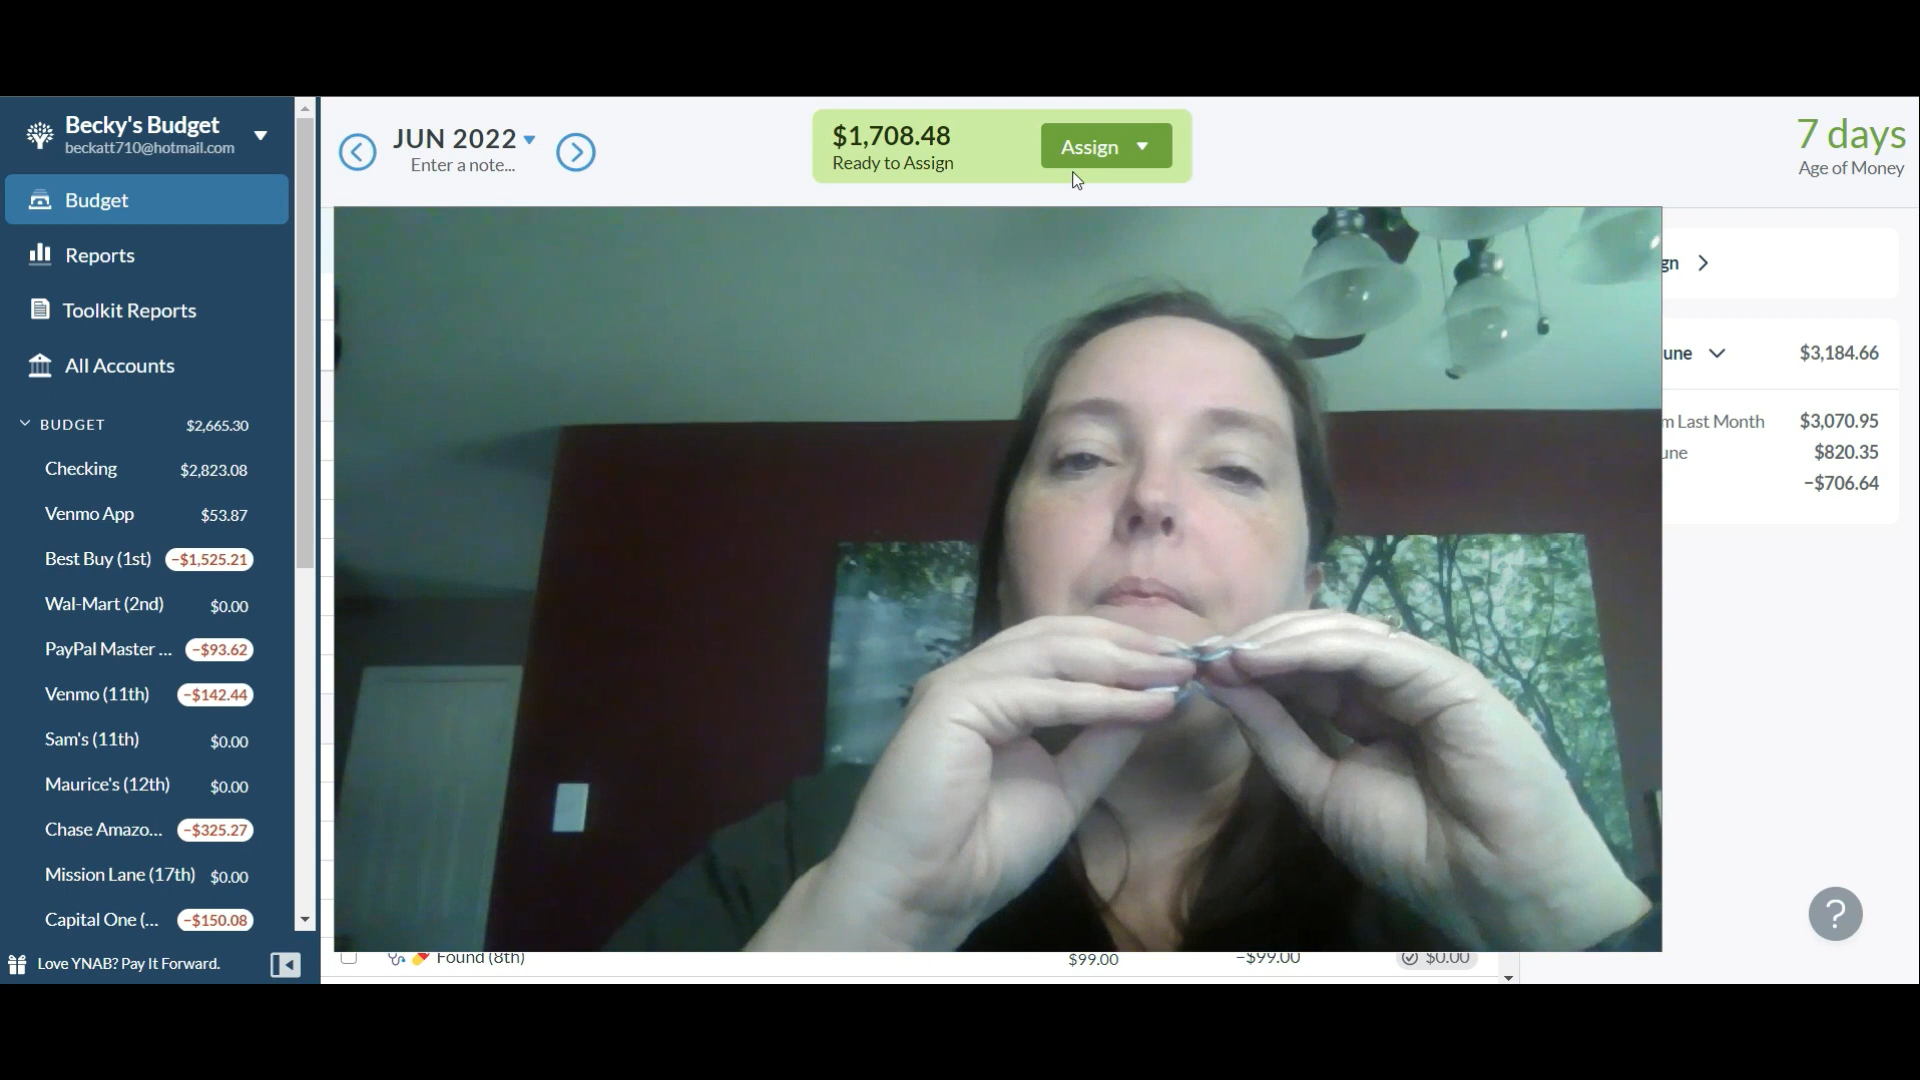 Becky's Budget
beckatt710@hotmail.com
Budget
Reports
Toolkit Reports
All Accounts
BUDGET $2,665.30
Checking $2,823.08
Venmo App $53.87
Best Buy (1st) −$1,525.21
Wal-Mart (2nd) $0.00
PayPal Master ... −$93.62
Venmo (11th) −$142.44
Sam's (11th) $0.00
Maurice's (12th) $0.00
Chase Amazo... −$325.27
Mission Lane (17th) $0.00
Capital One (... −$150.08
Love YNAB? Pay It Forward.
JUN 2022
Enter a note...
$1,708.48
Ready to Assign
Assign
7 days
Age of Money
gn
une $3,184.66
m Last Month $3,070.95
une $820.35
−$706.64
Found (8th) $99.00 −$99.00 $0.00
?